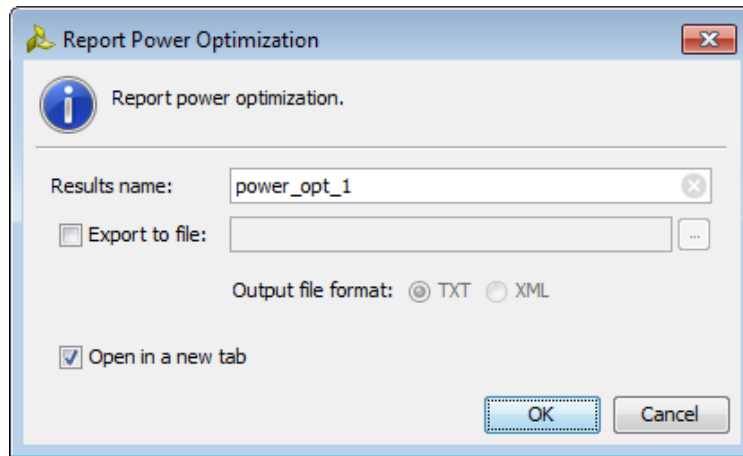 Report Power Optimization
Report power optimization.
Results name: power_opt_1
Export to file: ...
Output file format: TXT XML
Open in a new tab
OK Cancel